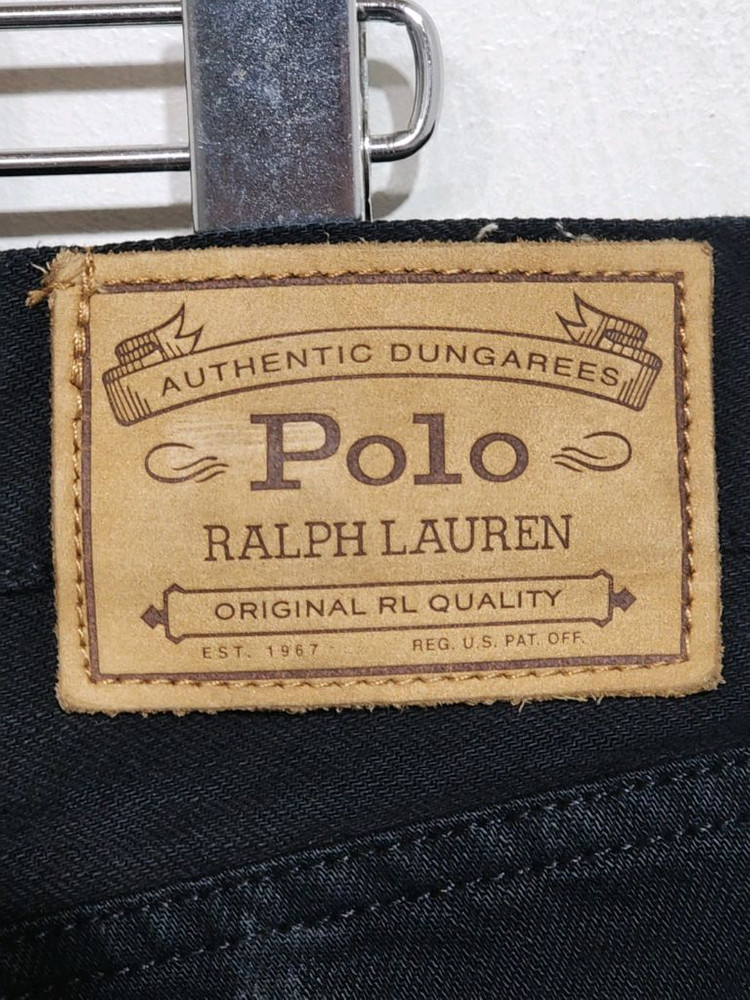 AUTHENTIC DUNGAREES
Polo
RALPH LAUREN
ORIGINAL RL QUALITY
EST. 1967 REG. U.S. PAT. OFF.